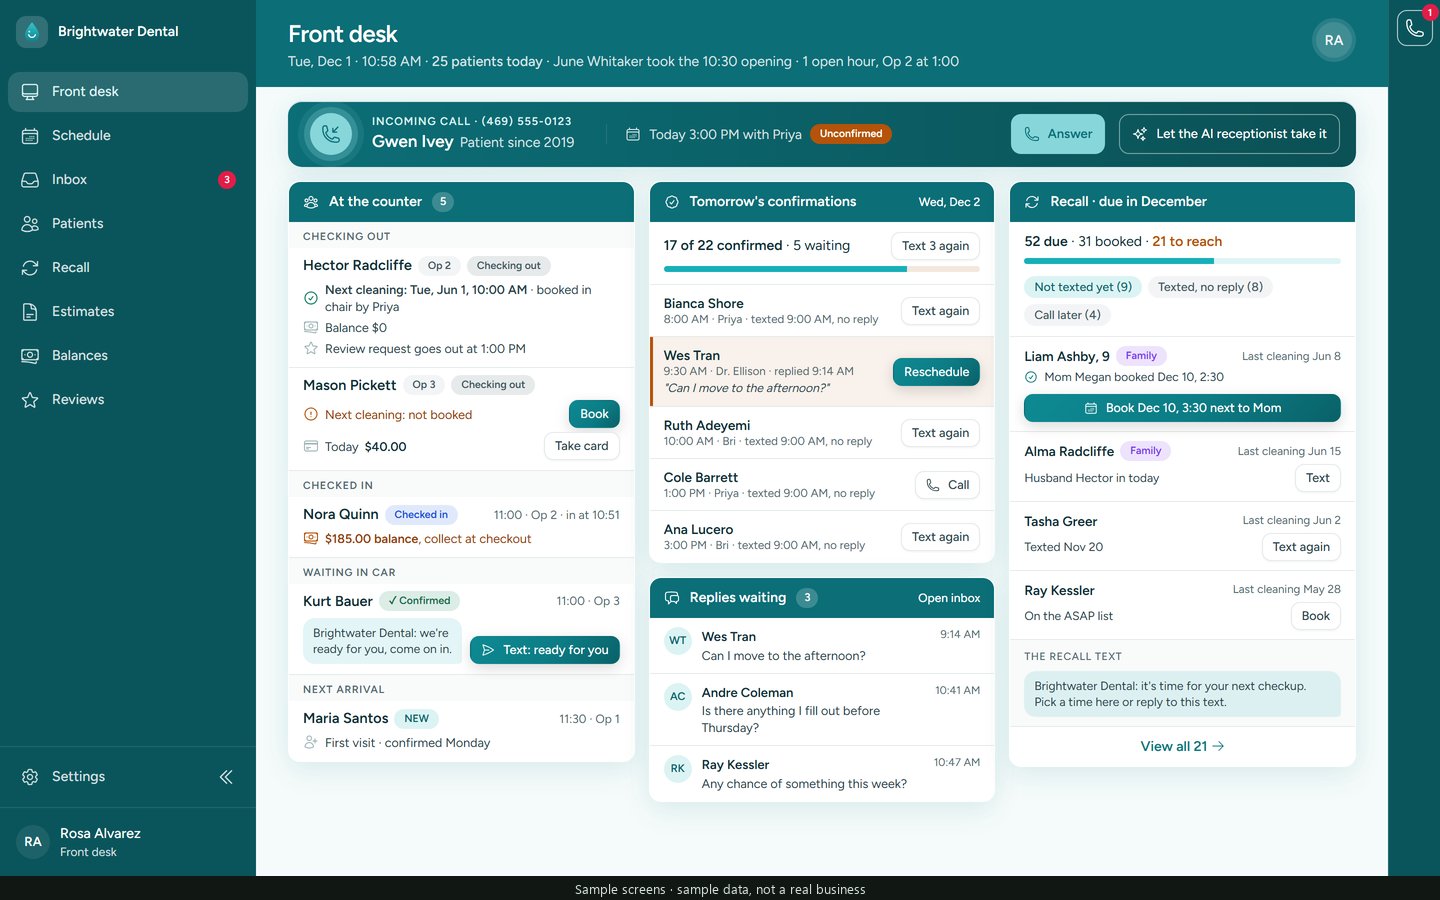 Brightwater Dental
Front desk
Schedule
Inbox
3
Patients
Recall
Estimates
Balances
Reviews
Settings
RA
Rosa Alvarez
Front desk
Front desk
Tue, Dec 1 · 10:58 AM · 25 patients today · June Whitaker took the 10:30 opening · 1 open hour, Op 2 at 1:00
RA
1
INCOMING CALL · (469) 555-0123
Gwen Ivey Patient since 2019
Today 3:00 PM with Priya Unconfirmed
Answer
Let the AI receptionist take it
At the counter 5
CHECKING OUT
Hector Radcliffe Op 2 Checking out
Next cleaning: Tue, Jun 1, 10:00 AM · booked in
chair by Priya
Balance $0
Review request goes out at 1:00 PM
Mason Pickett Op 3 Checking out
Next cleaning: not booked
Book
Today $40.00
Take card
CHECKED IN
Nora Quinn Checked in 11:00 · Op 2 · in at 10:51
$185.00 balance, collect at checkout
WAITING IN CAR
Kurt Bauer ✓ Confirmed 11:00 · Op 3
Brightwater Dental: we're
ready for you, come on in.
Text: ready for you
NEXT ARRIVAL
Maria Santos NEW 11:30 · Op 1
First visit · confirmed Monday
Tomorrow's confirmations Wed, Dec 2
17 of 22 confirmed · 5 waiting
Text 3 again
Bianca Shore
8:00 AM · Priya · texted 9:00 AM, no reply
Text again
Wes Tran
9:30 AM · Dr. Ellison · replied 9:14 AM
"Can I move to the afternoon?"
Reschedule
Ruth Adeyemi
10:00 AM · Bri · texted 9:00 AM, no reply
Text again
Cole Barrett
1:00 PM · Priya · texted 9:00 AM, no reply
Call
Ana Lucero
3:00 PM · Bri · texted 9:00 AM, no reply
Text again
Replies waiting 3 Open inbox
WT
Wes Tran 9:14 AM
Can I move to the afternoon?
AC
Andre Coleman 10:41 AM
Is there anything I fill out before
Thursday?
RK
Ray Kessler 10:47 AM
Any chance of something this week?
Recall · due in December
52 due · 31 booked · 21 to reach
Not texted yet (9) Texted, no reply (8)
Call later (4)
Liam Ashby, 9 Family Last cleaning Jun 8
Mom Megan booked Dec 10, 2:30
Book Dec 10, 3:30 next to Mom
Alma Radcliffe Family Last cleaning Jun 15
Husband Hector in today
Text
Tasha Greer Last cleaning Jun 2
Texted Nov 20
Text again
Ray Kessler Last cleaning May 28
On the ASAP list
Book
THE RECALL TEXT
Brightwater Dental: it's time for your next checkup.
Pick a time here or reply to this text.
View all 21 →
Sample screens · sample data, not a real business